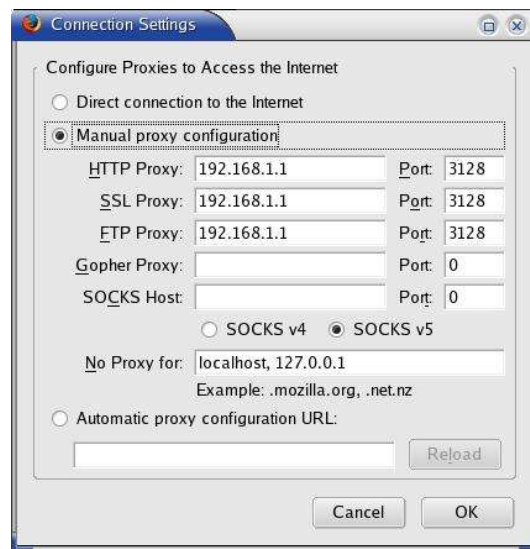 Connection Settings
Configure Proxies to Access the Internet
Direct connection to the Internet
Manual proxy configuration
HTTP Proxy: 192.168.1.1 Port: 3128
SSL Proxy: 192.168.1.1 Port: 3128
FTP Proxy: 192.168.1.1 Port: 3128
Gopher Proxy: Port: 0
SOCKS Host: Port: 0
SOCKS v4 SOCKS v5
No Proxy for: localhost, 127.0.0.1
Example: .mozilla.org, .net.nz
Automatic proxy configuration URL:
Reload
Cancel OK